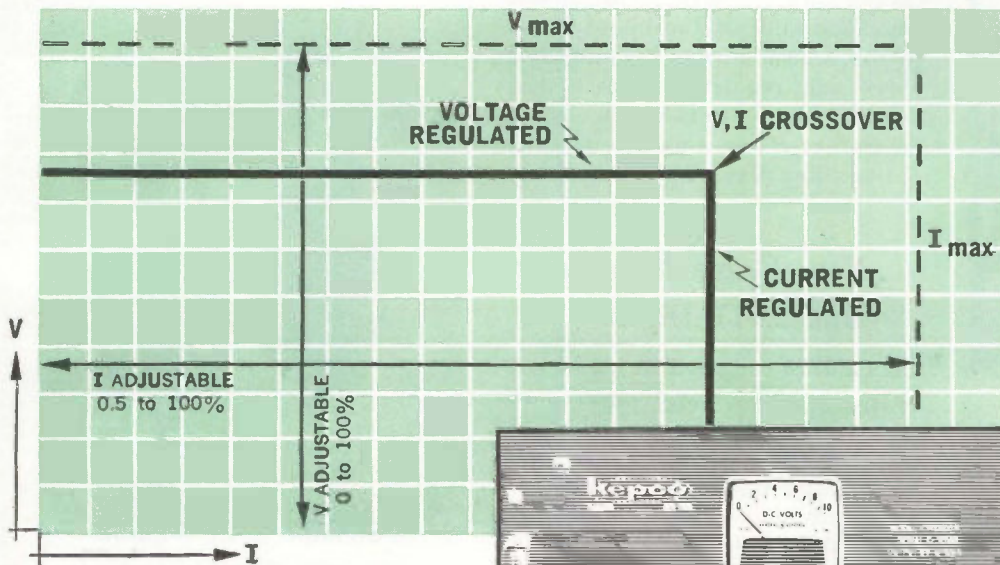 V max
VOLTAGE
REGULATED
V,I CROSSOVER
I max.
CURRENT
REGULATED
V
I ADJUSTABLE
0.5 to 100%
V ADJUSTABLE
0 to 100%
I
kepco
0 2 4 6 8 10
D-C VOLTS